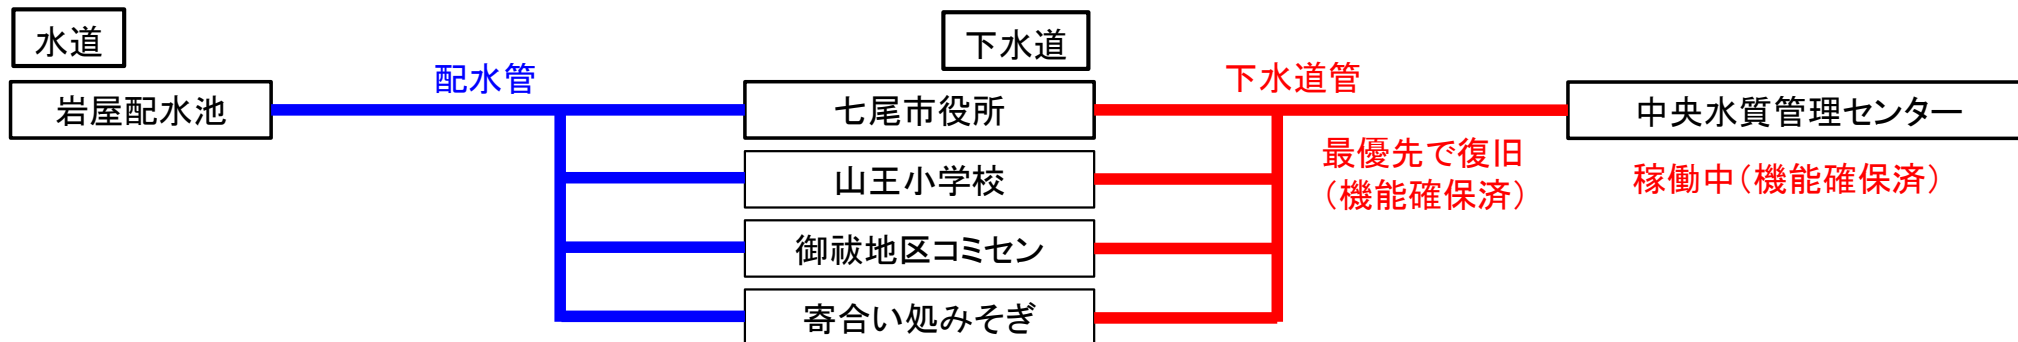 水道
下水道
配水管
下水道管
岩屋配水池
七尾市役所
中央水質管理センター
最優先で復旧
（機能確保済）
稼働中（機能確保済）
山王小学校
御祓地区コミセン
寄合い処みそぎ